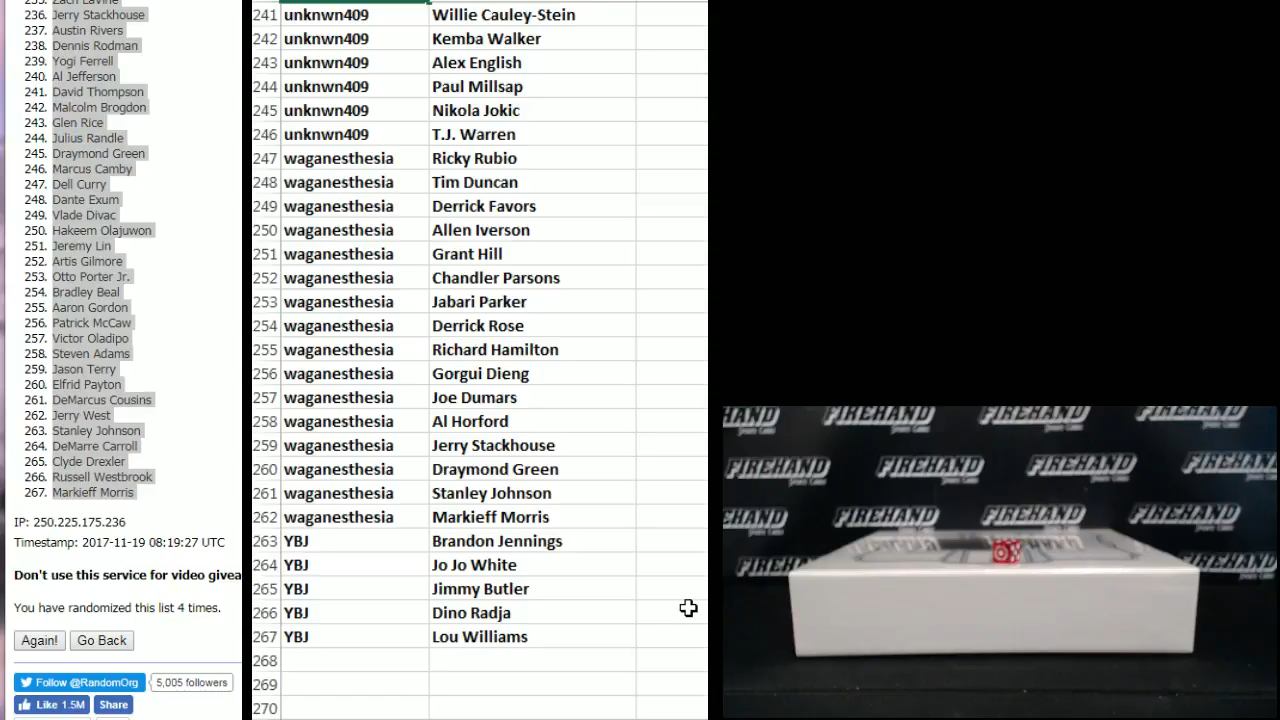 235. Zach Lavine
236. Jerry Stackhouse
237. Austin Rivers
238. Dennis Rodman
239. Yogi Ferrell
240. Al Jefferson
241. David Thompson
242. Malcolm Brogdon
243. Glen Rice
244. Julius Randle
245. Draymond Green
246. Marcus Camby
247. Dell Curry
248. Dante Exum
249. Vlade Divac
250. Hakeem Olajuwon
251. Jeremy Lin
252. Artis Gilmore
253. Otto Porter Jr.
254. Bradley Beal
255. Aaron Gordon
256. Patrick McCaw
257. Victor Oladipo
258. Steven Adams
259. Jason Terry
260. Elfrid Payton
261. DeMarcus Cousins
262. Jerry West
263. Stanley Johnson
264. DeMarre Carroll
265. Clyde Drexler
266. Russell Westbrook
267. Markieff Morris
IP: 250.225.175.236
Timestamp: 2017-11-19 08:19:27 UTC
Don't use this service for video givea
You have randomized this list 4 times.
Again! Go Back
Follow @RandomOrg 5,005 followers
Like 1.5M Share
241 unknwn409 Willie Cauley-Stein
242 unknwn409 Kemba Walker
243 unknwn409 Alex English
244 unknwn409 Paul Millsap
245 unknwn409 Nikola Jokic
246 unknwn409 T.J. Warren
247 waganesthesia Ricky Rubio
248 waganesthesia Tim Duncan
249 waganesthesia Derrick Favors
250 waganesthesia Allen Iverson
251 waganesthesia Grant Hill
252 waganesthesia Chandler Parsons
253 waganesthesia Jabari Parker
254 waganesthesia Derrick Rose
255 waganesthesia Richard Hamilton
256 waganesthesia Gorgui Dieng
257 waganesthesia Joe Dumars
258 waganesthesia Al Horford
259 waganesthesia Jerry Stackhouse
260 waganesthesia Draymond Green
261 waganesthesia Stanley Johnson
262 waganesthesia Markieff Morris
263 YBJ Brandon Jennings
264 YBJ Jo Jo White
265 YBJ Jimmy Butler
266 YBJ Dino Radja
267 YBJ Lou Williams
268
269
270
HAND FIREHAND FIREHAND FIREHAND
FIREHAND FIREHAND FIREHAND FIREH
EHAND FIREHAND FIREHAND FIREHAND